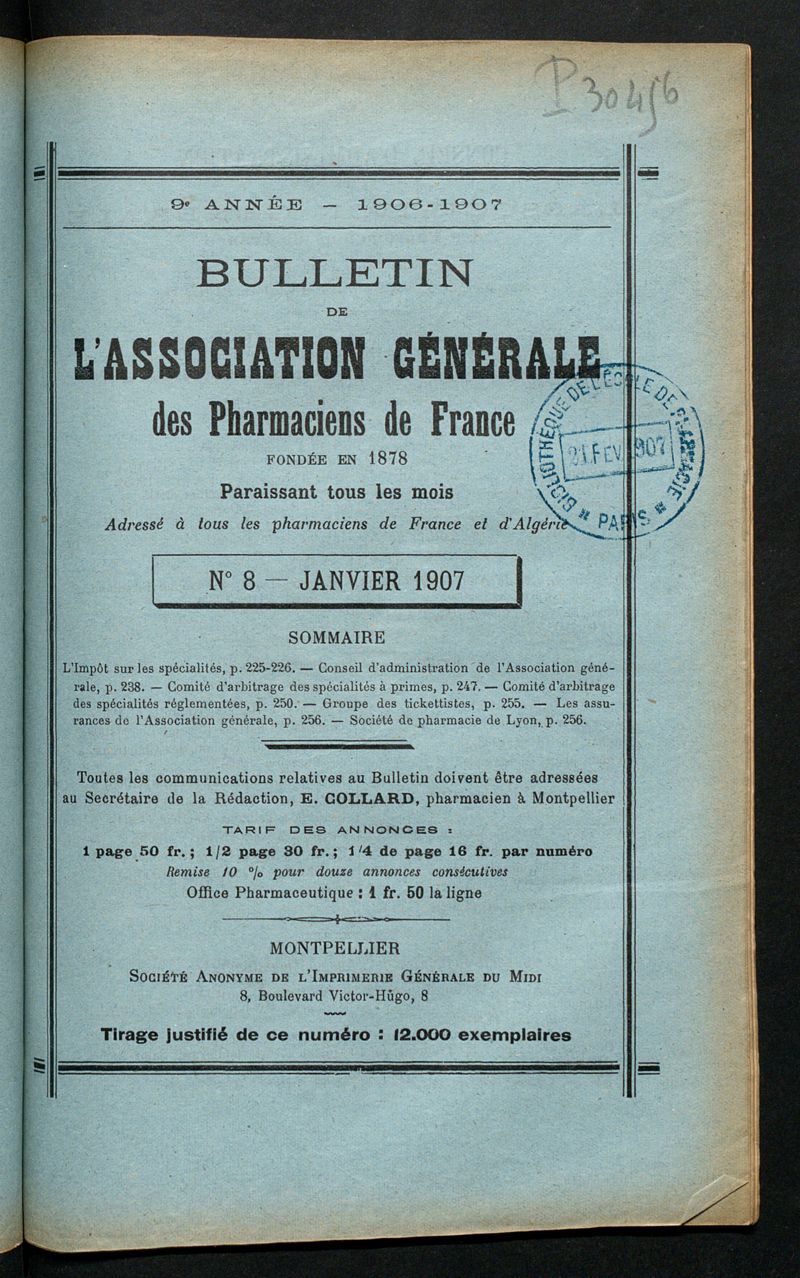 P 30456
9e ANNÉE — 1906-1907
BULLETIN
DE
L'ASSOCIATION GÉNÉRALE
des Pharmaciens de France
FONDÉE EN 1878
Paraissant tous les mois
Adressé à tous les pharmaciens de France et d'Algérie
BIBLIOTHÈQUE DE L'ÉCOLE DE PHARMACIE
21 FEV 1907
* PARIS *
N° 8 — JANVIER 1907
SOMMAIRE
L'Impôt sur les spécialités, p. 225-226. — Conseil d'administration de l'Association géné-
rale, p. 238. — Comité d'arbitrage des spécialités à primes, p. 247. — Comité d'arbitrage
des spécialités réglementées, p. 250. — Groupe des tickettistes, p. 255. — Les assu-
rances de l'Association générale, p. 256. — Société de pharmacie de Lyon, p. 256.
Toutes les communications relatives au Bulletin doivent être adressées
au Secrétaire de la Rédaction, E. COLLARD, pharmacien à Montpellier
TARIF DES ANNONCES :
1 page 50 fr. ; 1/2 page 30 fr. ; 1/4 de page 16 fr. par numéro
Remise 10 % pour douze annonces consécutives
Office Pharmaceutique : 1 fr. 50 la ligne
MONTPELLIER
SOCIÉTÉ ANONYME DE L'IMPRIMERIE GÉNÉRALE DU MIDI
8, Boulevard Victor-Hûgo, 8
Tirage justifié de ce numéro : 12.000 exemplaires